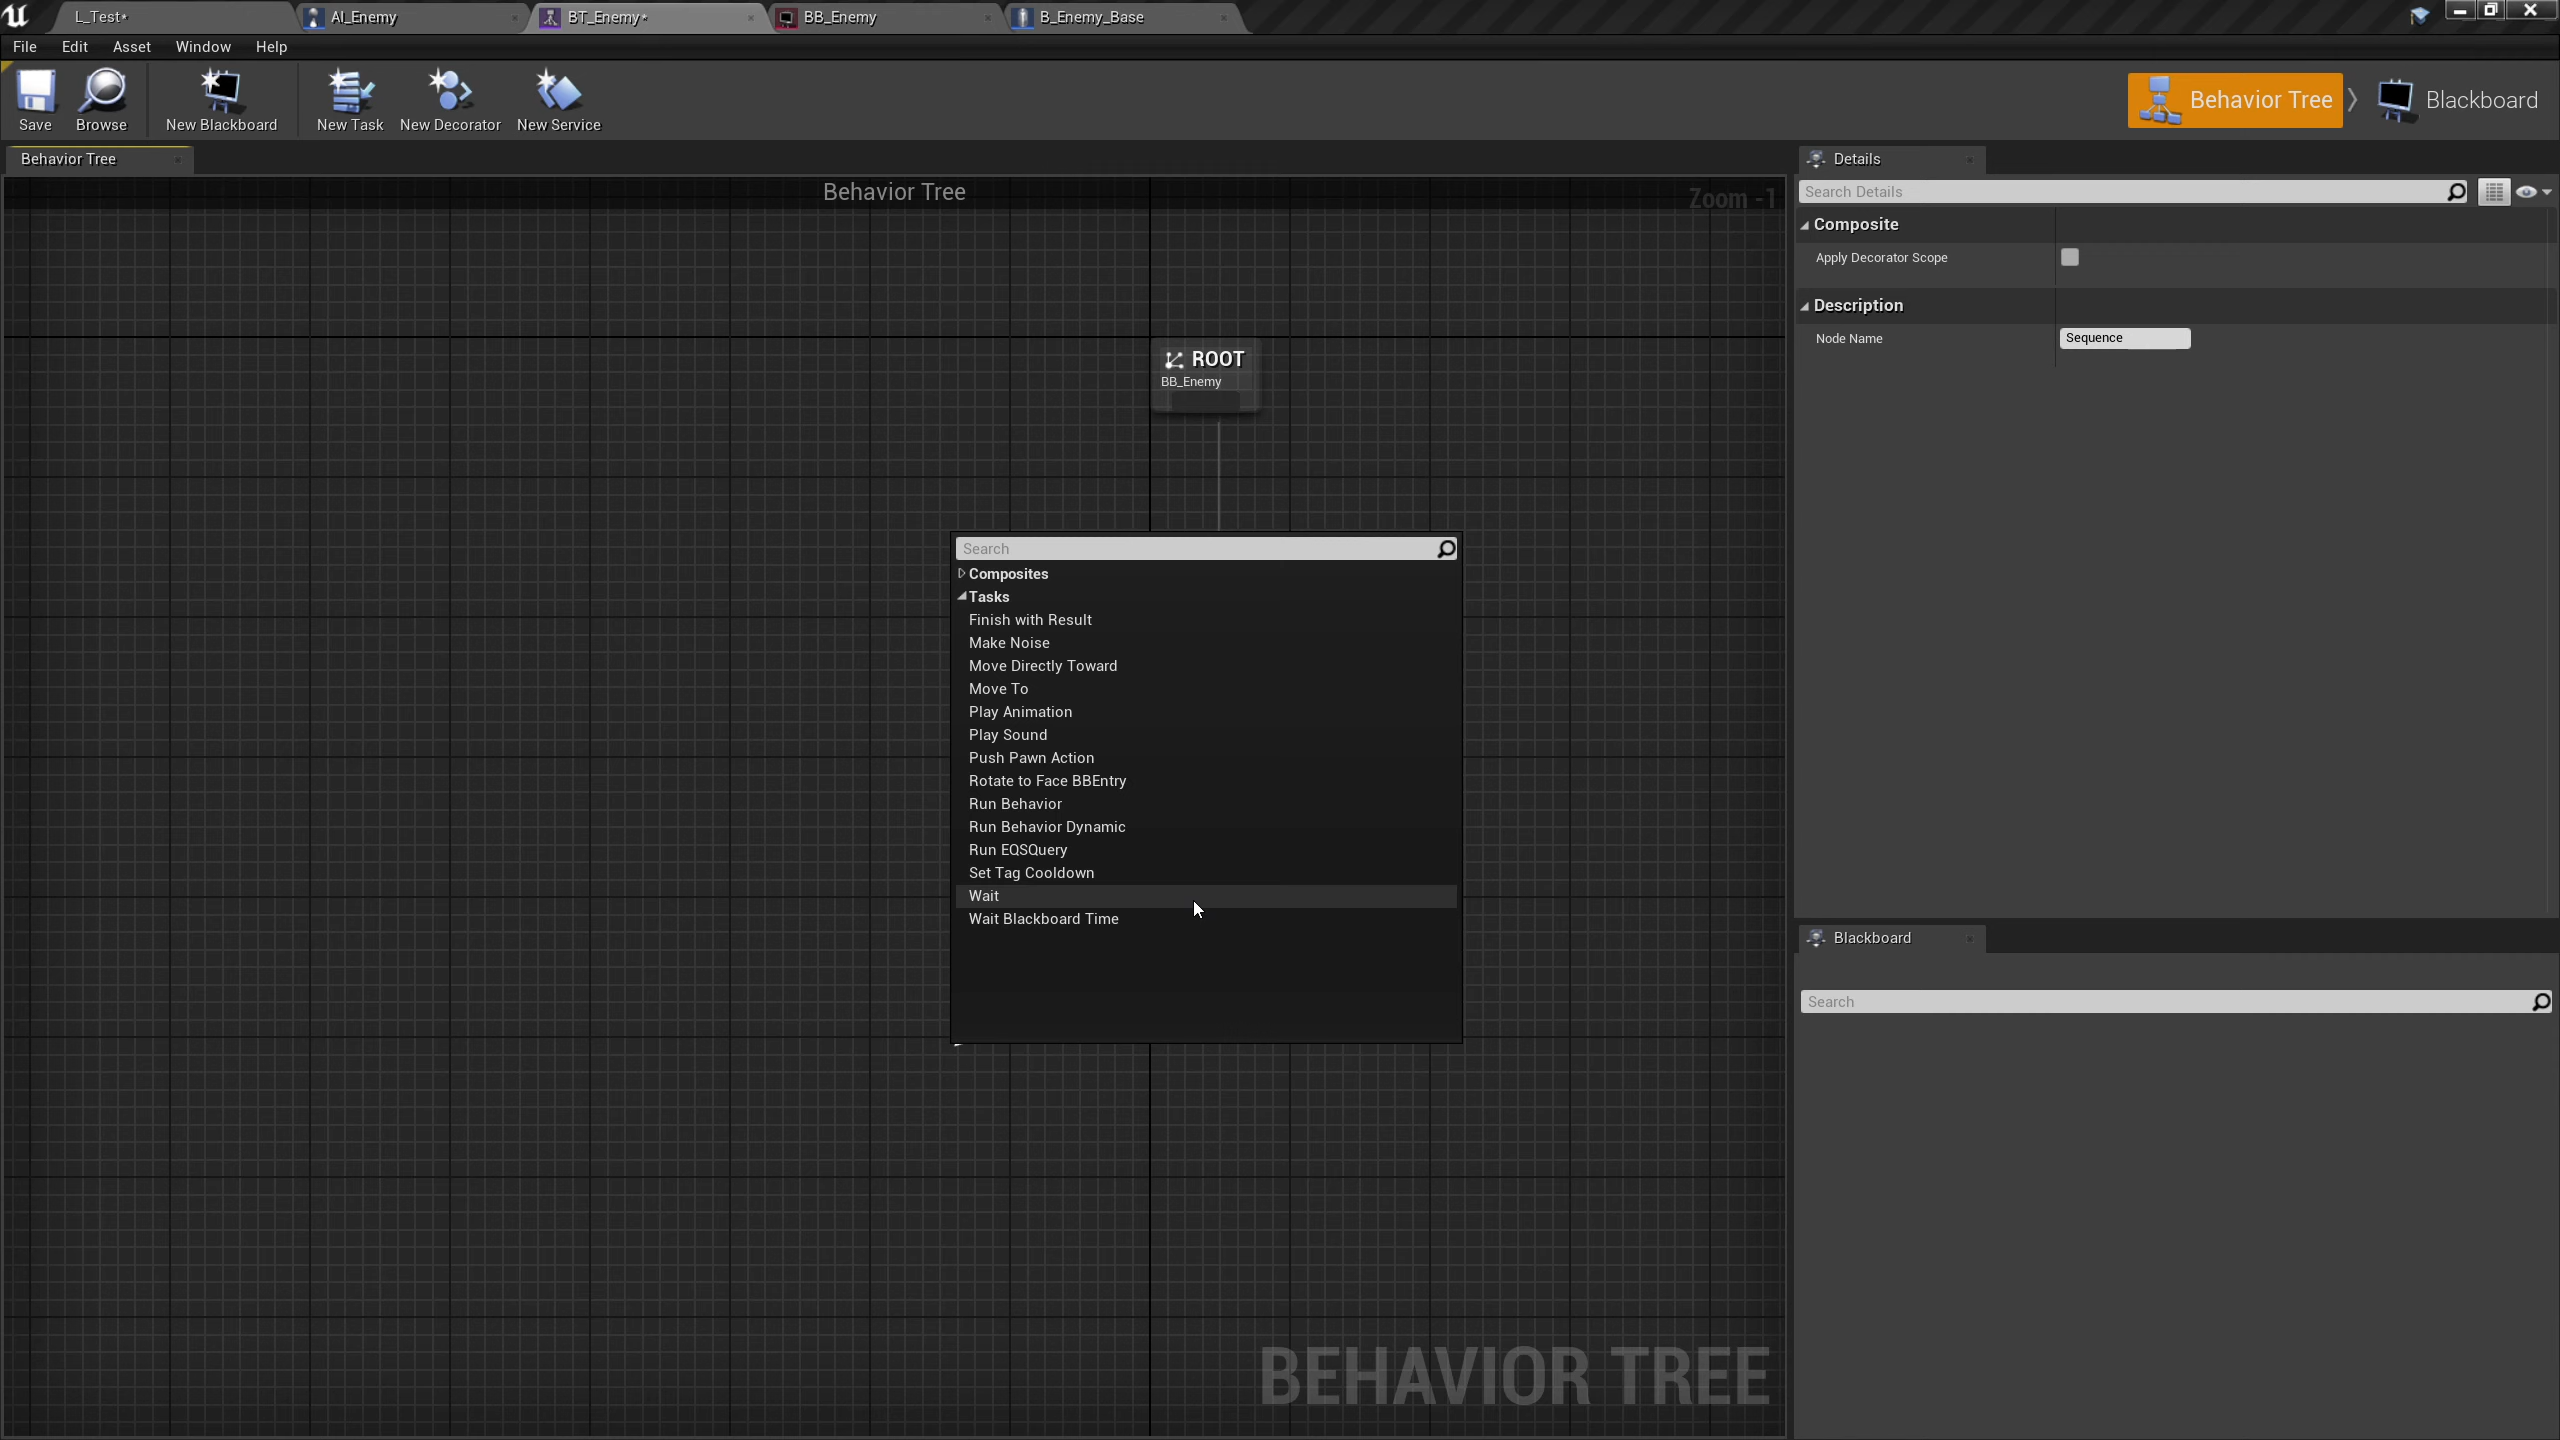 L_Test*
AI_Enemy
BT_Enemy*
BB_Enemy
B_Enemy_Base
File
Edit
Asset
Window
Help
Save
Browse
New Blackboard
New Task
New Decorator
New Service
Behavior Tree
Blackboard
Behavior Tree
Behavior Tree
Zoom -1
ROOT
BB_Enemy
Search
Composites
Tasks
Finish with Result
Make Noise
Move Directly Toward
Move To
Play Animation
Play Sound
Push Pawn Action
Rotate to Face BBEntry
Run Behavior
Run Behavior Dynamic
Run EQSQuery
Set Tag Cooldown
Wait
Wait Blackboard Time
BEHAVIOR TREE
Details
Search Details
Composite
Apply Decorator Scope
Description
Node Name
Sequence
Blackboard
Search